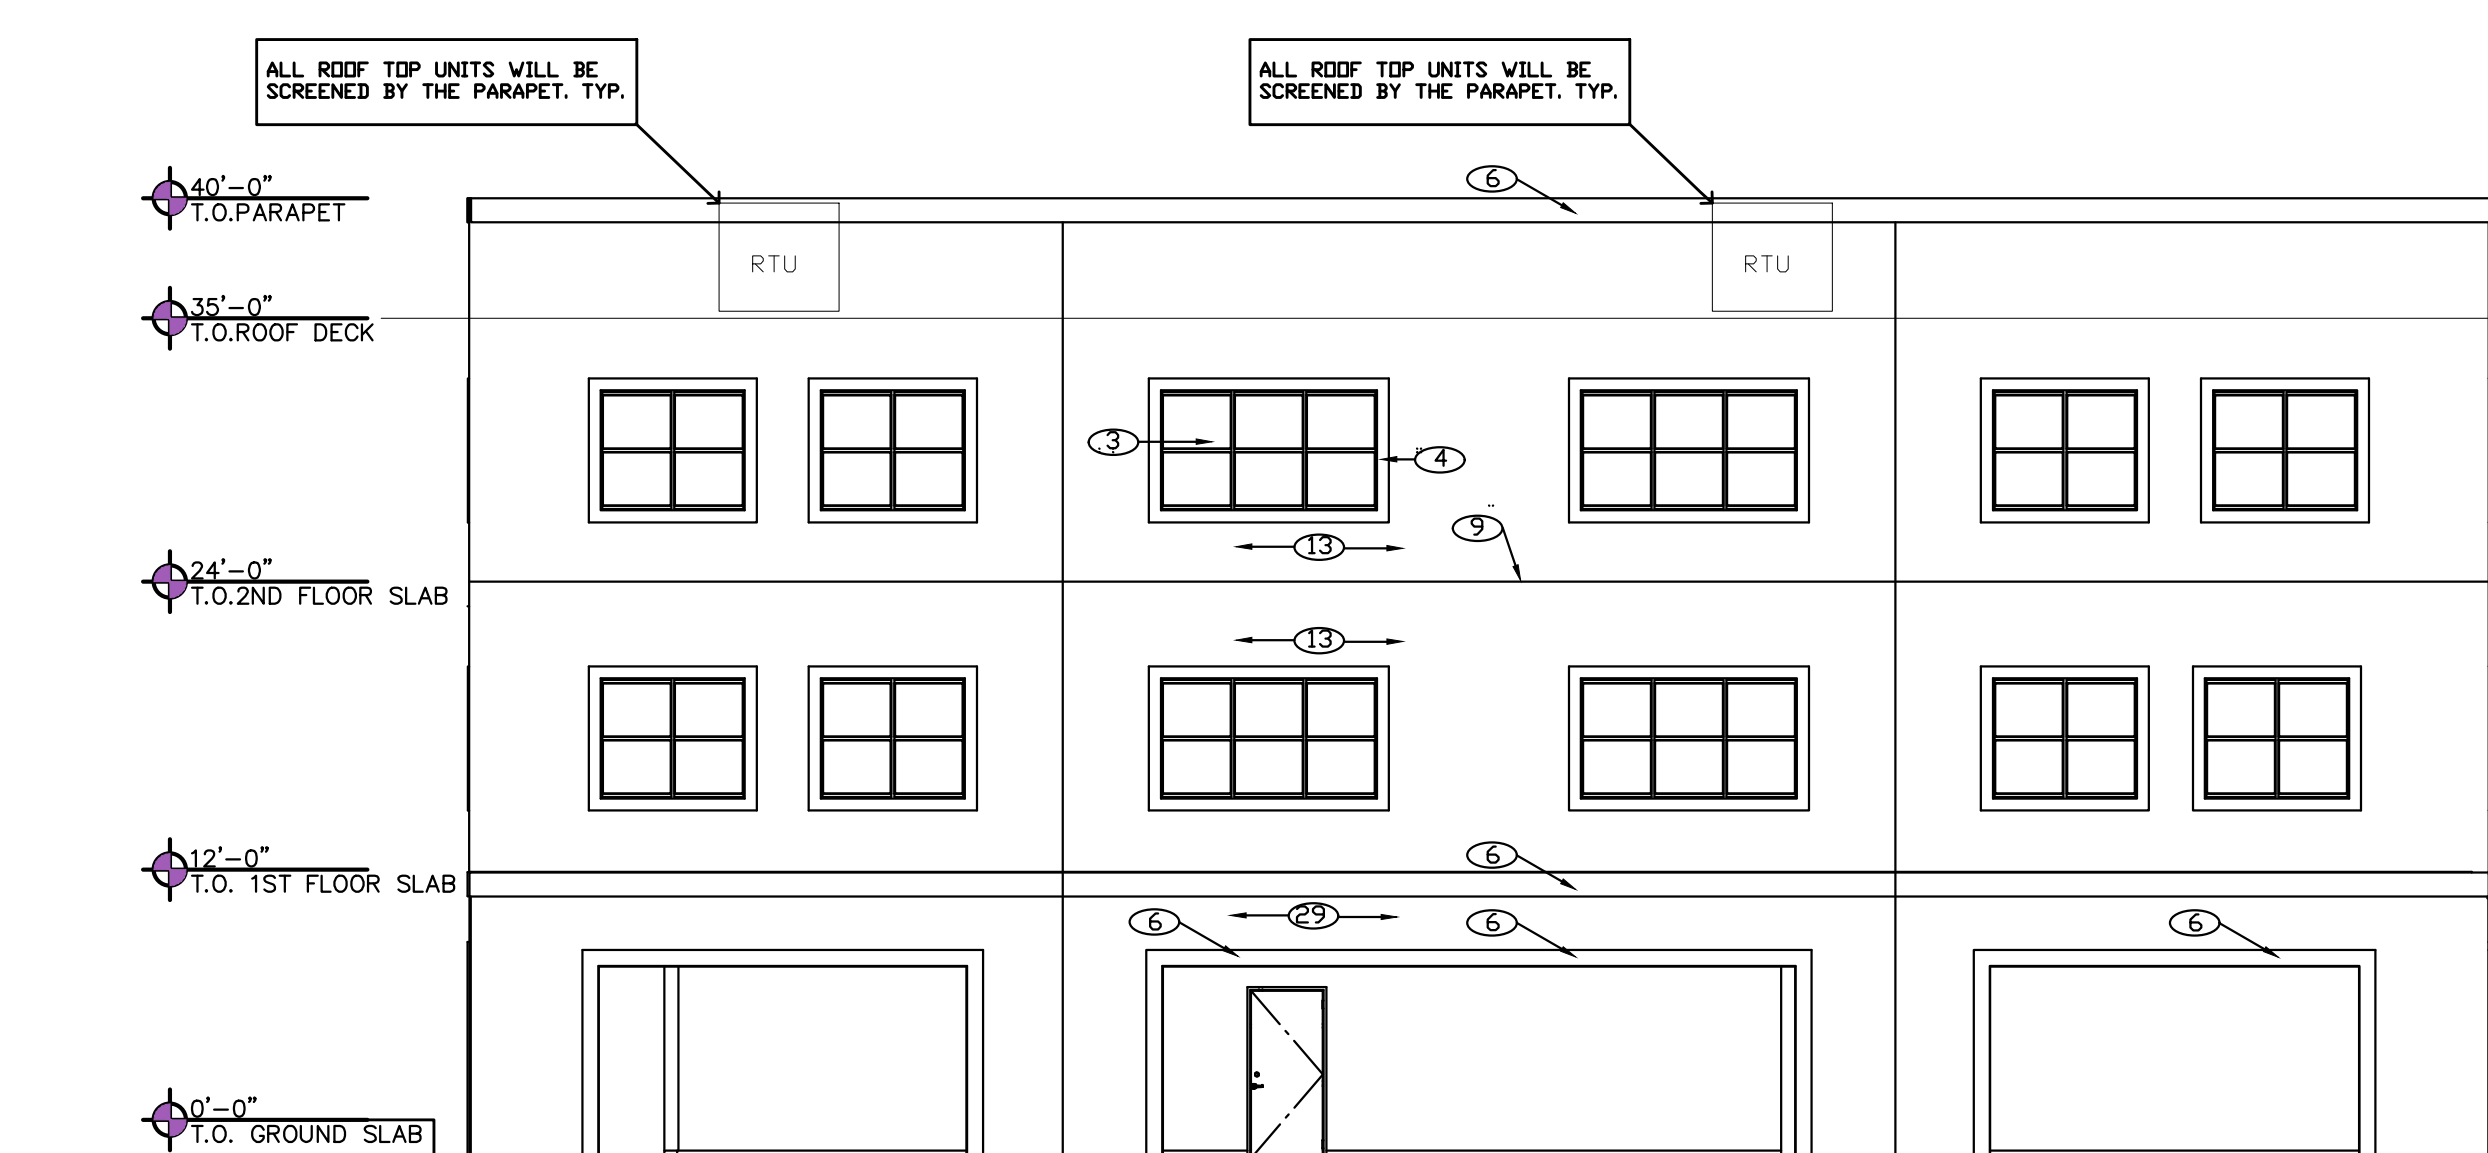 ALL ROOF TOP UNITS WILL BE
SCREENED BY THE PARAPET. TYP.
ALL ROOF TOP UNITS WILL BE
SCREENED BY THE PARAPET. TYP.
6
40'-0"
T.O.PARAPET
RTU
RTU
35'-0"
T.O.ROOF DECK
3
4
9
13
24'-0"
T.O.2ND FLOOR SLAB
13
12'-0"
T.O. 1ST FLOOR SLAB
6
6
29
6
6
0'-0"
T.O. GROUND SLAB